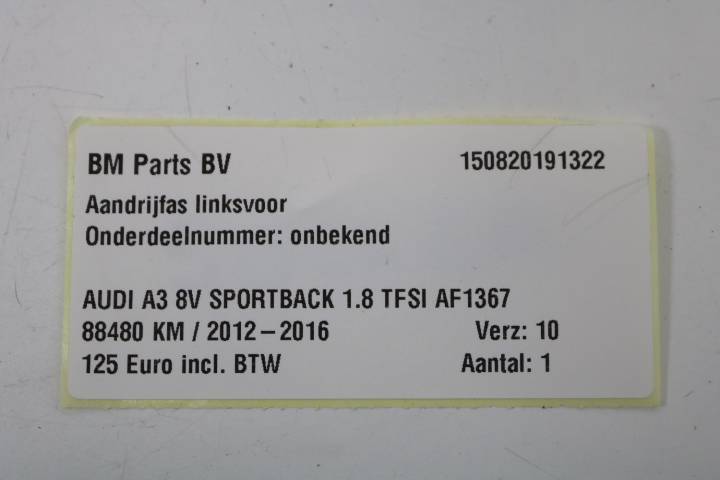 BM Parts BV 150820191322
Aandrijfas linksvoor
Onderdeelnummer: onbekend
AUDI A3 8V SPORTBACK 1.8 TFSI AF1367
88480 KM / 2012-2016 Verz: 10
125 Euro incl. BTW Aantal: 1